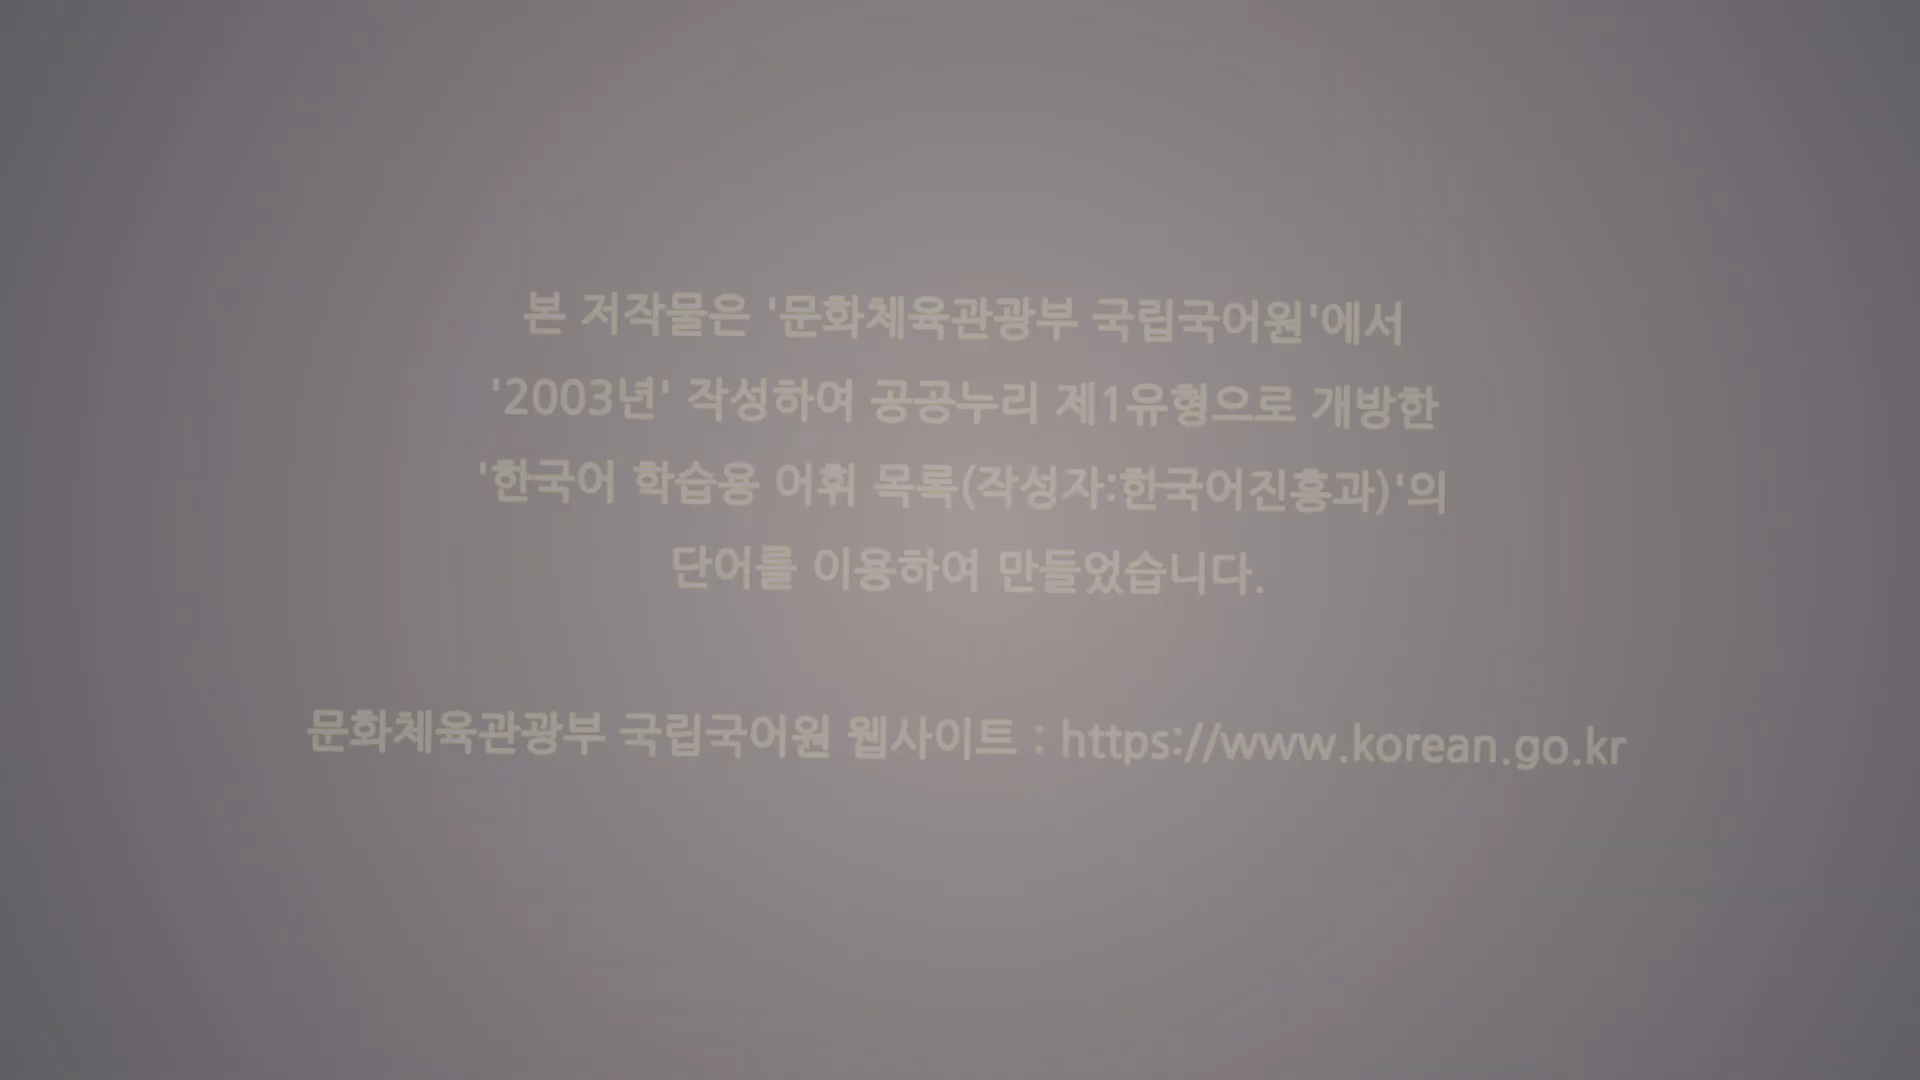 본 저작물은 '문화체육관광부 국립국어원'에서
'2003년' 작성하여 공공누리 제1유형으로 개방한
'한국어 학습용 어휘 목록(작성자:한국어진흥과)'의
단어를 이용하여 만들었습니다.
문화체육관광부 국립국어원 웹사이트 : https://www.korean.go.kr